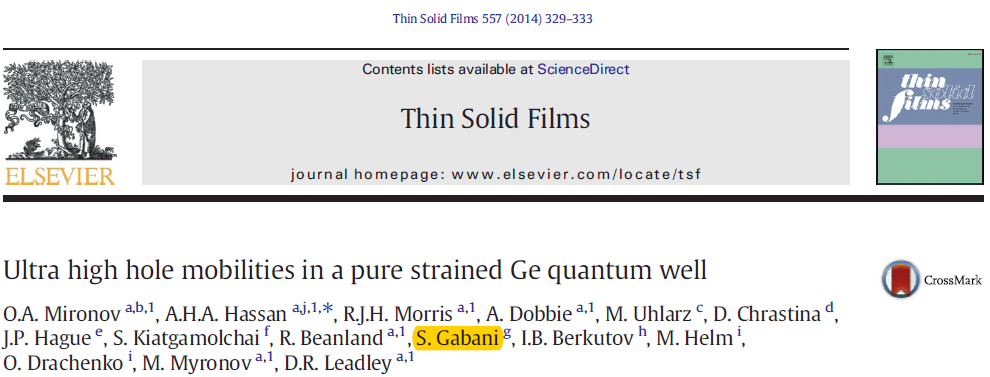 Thin Solid Films 557 (2014) 329–333
Contents lists available at ScienceDirect
Thin Solid Films
journal homepage: www.elsevier.com/locate/tsf
ELSEVIER
thin
solid
films
Ultra high hole mobilities in a pure strained Ge quantum well
CrossMark
O.A. Mironov a,b,1, A.H.A. Hassan a,j,1,*, R.J.H. Morris a,1, A. Dobbie a,1, M. Uhlarz c, D. Chrastina d,
J.P. Hague e, S. Kiatgamolchai f, R. Beanland a,1, S. Gabani g, I.B. Berkutov h, M. Helm i,
O. Drachenko i, M. Myronov a,1, D.R. Leadley a,1